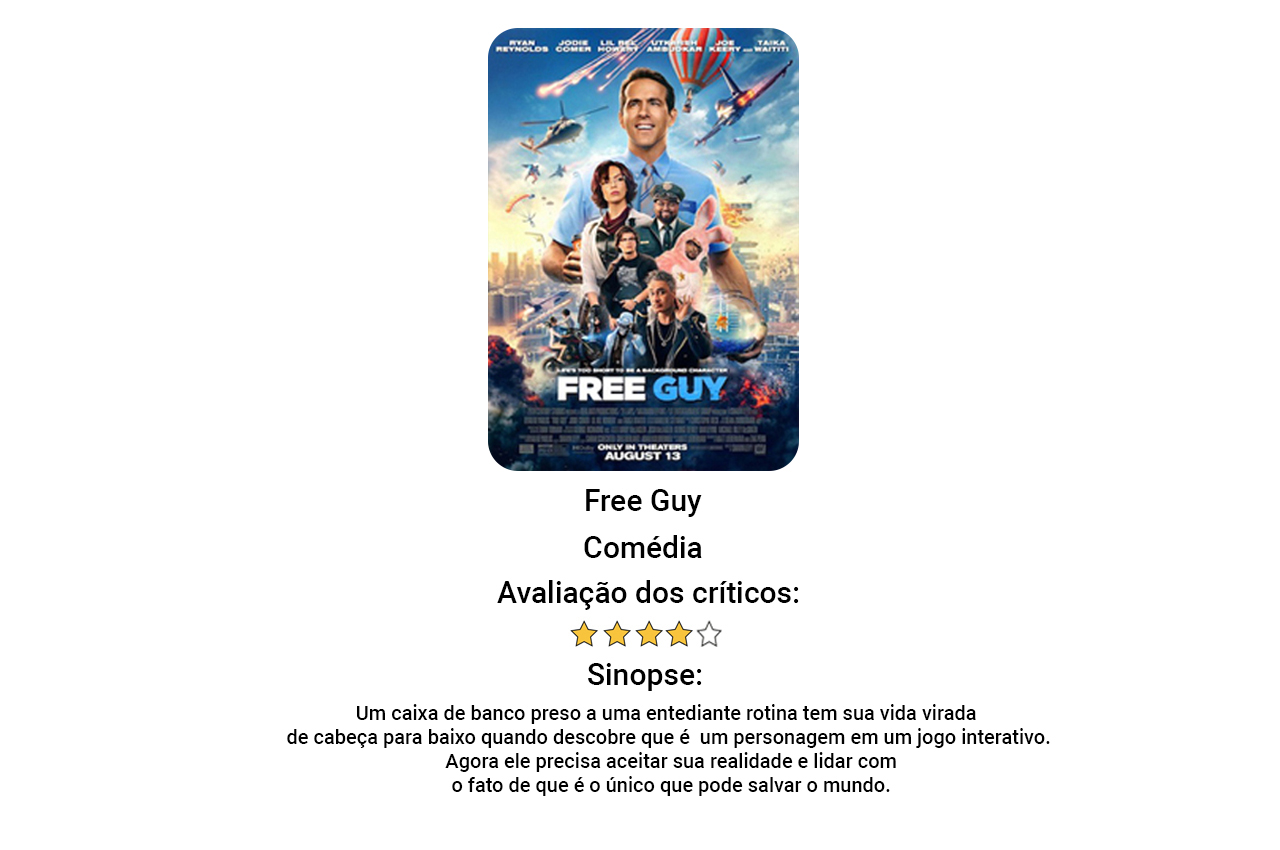 RYAN REYNOLDS JODIE COMER LIL REL HOWERY UTKARSH AMBUDKAR JOE KEERY AND TAIKA WAITITI
LIFE'S TOO SHORT TO BE A BACKGROUND CHARACTER
FREE GUY
ONLY IN THEATERS
AUGUST 13
Free Guy
Comédia
Avaliação dos críticos:
Sinopse:
Um caixa de banco preso a uma entediante rotina tem sua vida virada
de cabeça para baixo quando descobre que é  um personagem em um jogo interativo.
Agora ele precisa aceitar sua realidade e lidar com
o fato de que é o único que pode salvar o mundo.